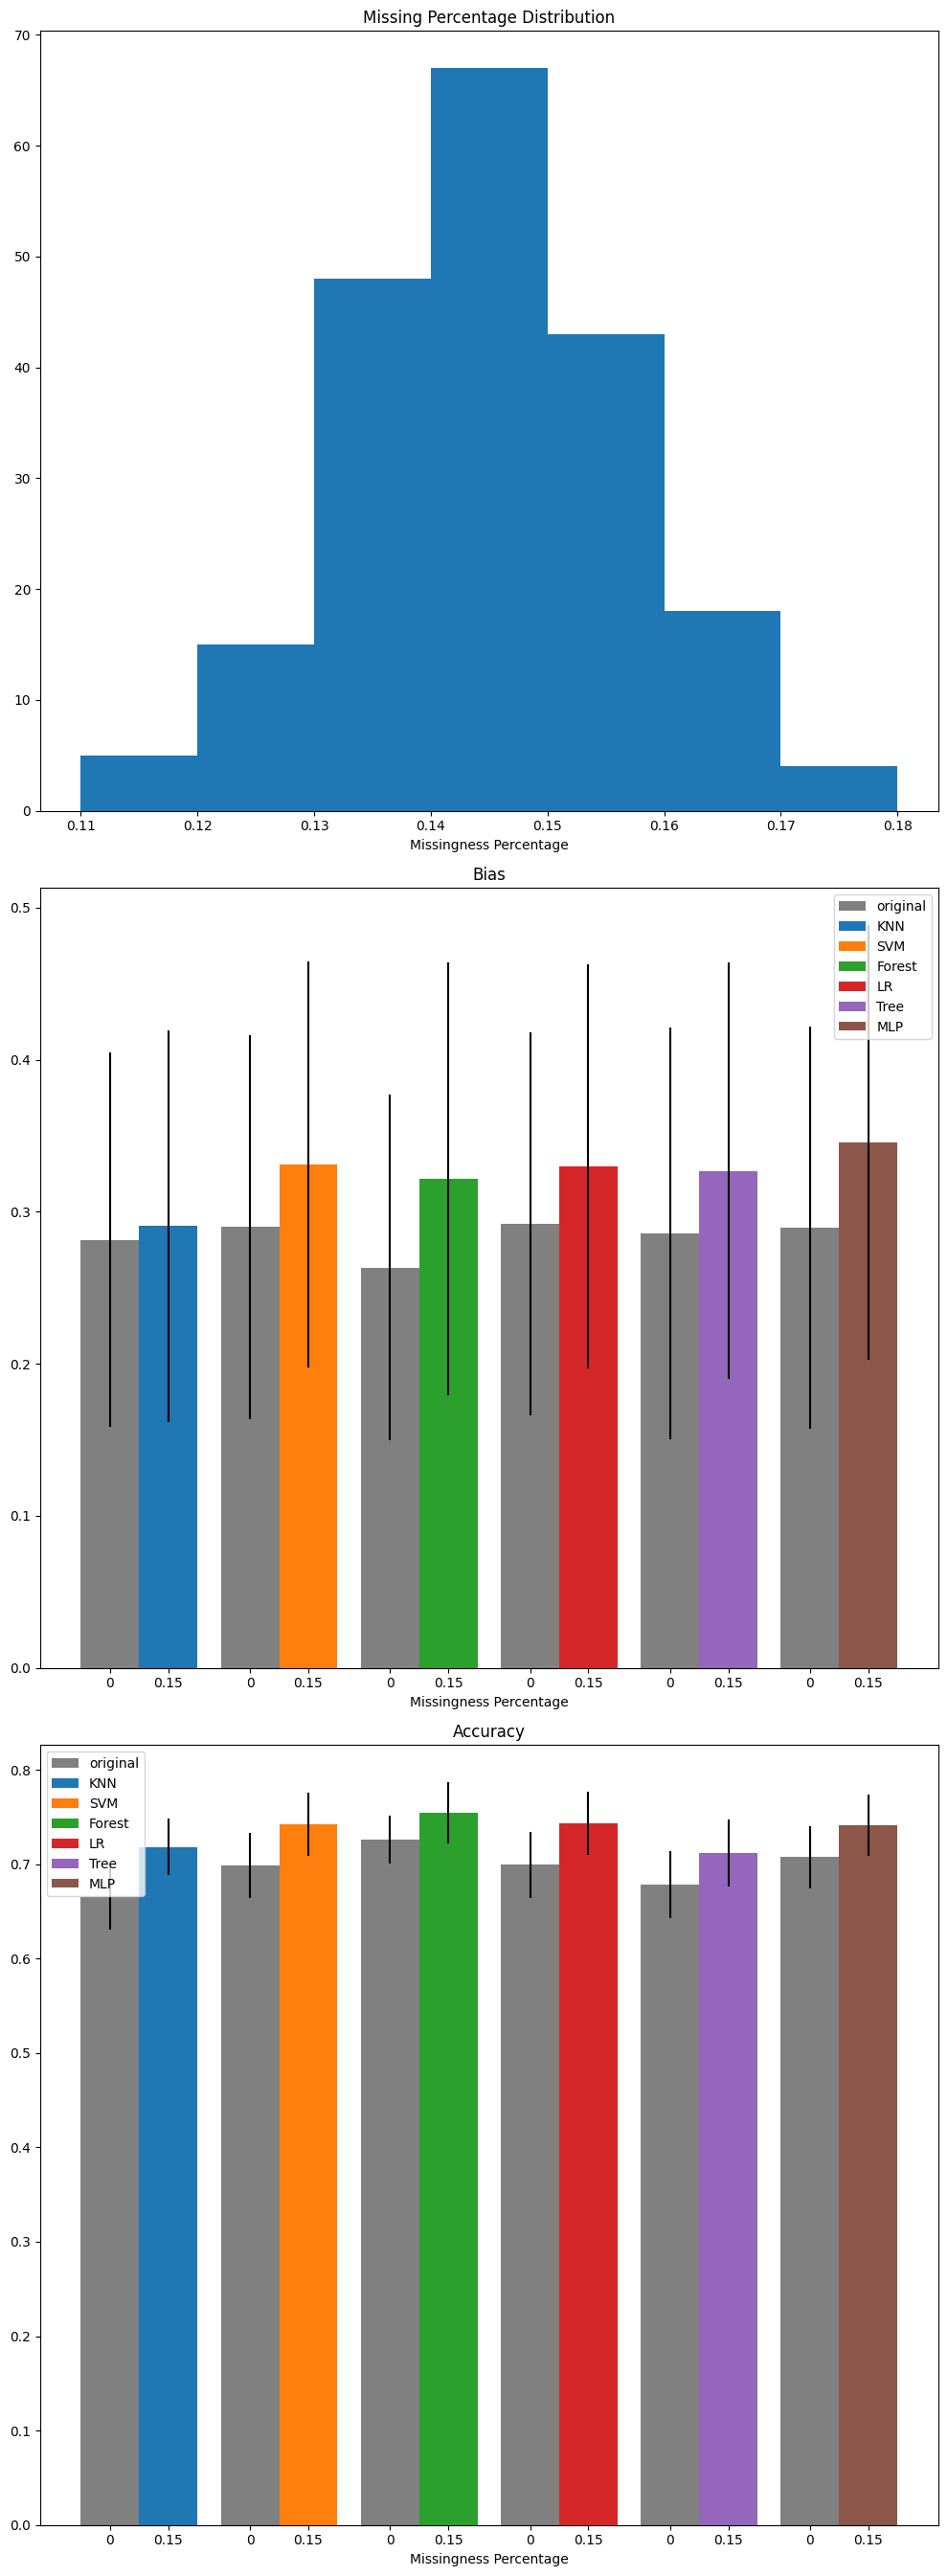 Missing Percentage Distribution
70
60
50
40
30
20
10
0
0.11 0.12 0.13 0.14 0.15 0.16 0.17 0.18
Missingness Percentage
Bias
0.5
0.4
0.3
0.2
0.1
0.0
original
KNN
SVM
Forest
LR
Tree
MLP
0 0.15 0 0.15 0 0.15 0 0.15 0 0.15 0 0.15
Missingness Percentage
Accuracy
0.8
0.7
0.6
0.5
0.4
0.3
0.2
0.1
0.0
original
KNN
SVM
Forest
LR
Tree
MLP
0 0.15 0 0.15 0 0.15 0 0.15 0 0.15 0 0.15
Missingness Percentage